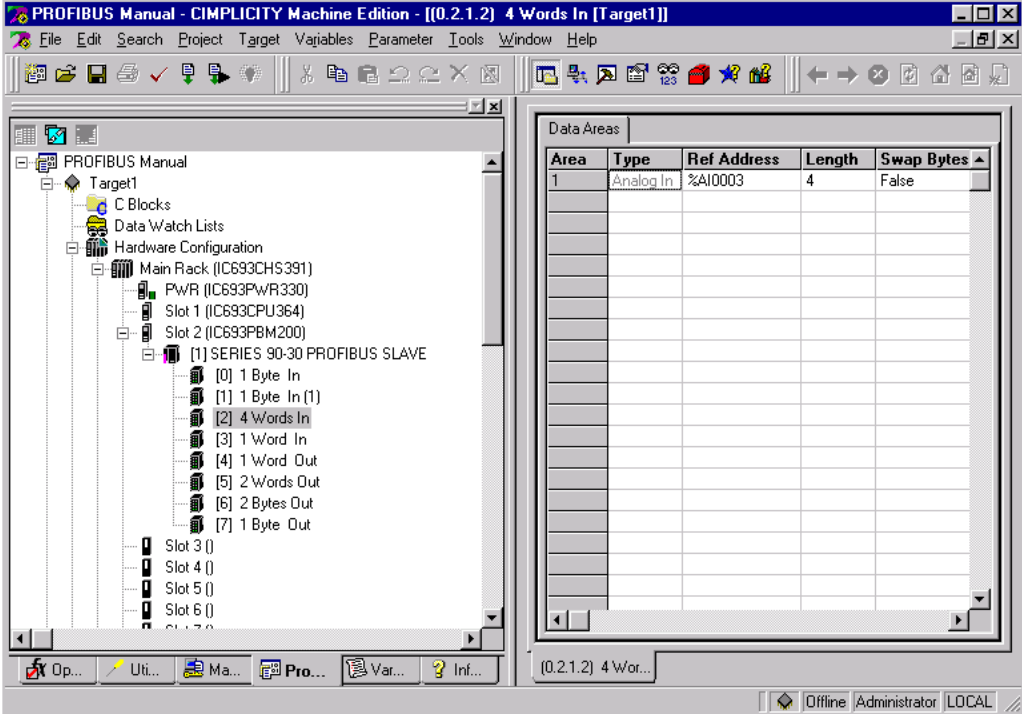 PROFIBUS Manual - CIMPLICITY Machine Edition - [(0.2.1.2) 4 Words In [Target1]]
File Edit Search Project Target Variables Parameter Tools Window Help
123
PROFIBUS Manual
Target1
C Blocks
Data Watch Lists
Hardware Configuration
Main Rack (IC693CHS391)
PWR (IC693PWR330)
Slot 1 (IC693CPU364)
Slot 2 (IC693PBM200)
[1] SERIES 90-30 PROFIBUS SLAVE
[0] 1 Byte In
[1] 1 Byte In (1)
[2] 4 Words In
[3] 1 Word In
[4] 1 Word Out
[5] 2 Words Out
[6] 2 Bytes Out
[7] 1 Byte Out
Slot 3 ()
Slot 4 ()
Slot 5 ()
Slot 6 ()
Op... Uti... Ma... Pro... Var... Inf...
Data Areas
Area Type Ref Address Length Swap Bytes
1 Analog In %AI0003 4 False
(0.2.1.2) 4 Wor...
Offline Administrator LOCAL